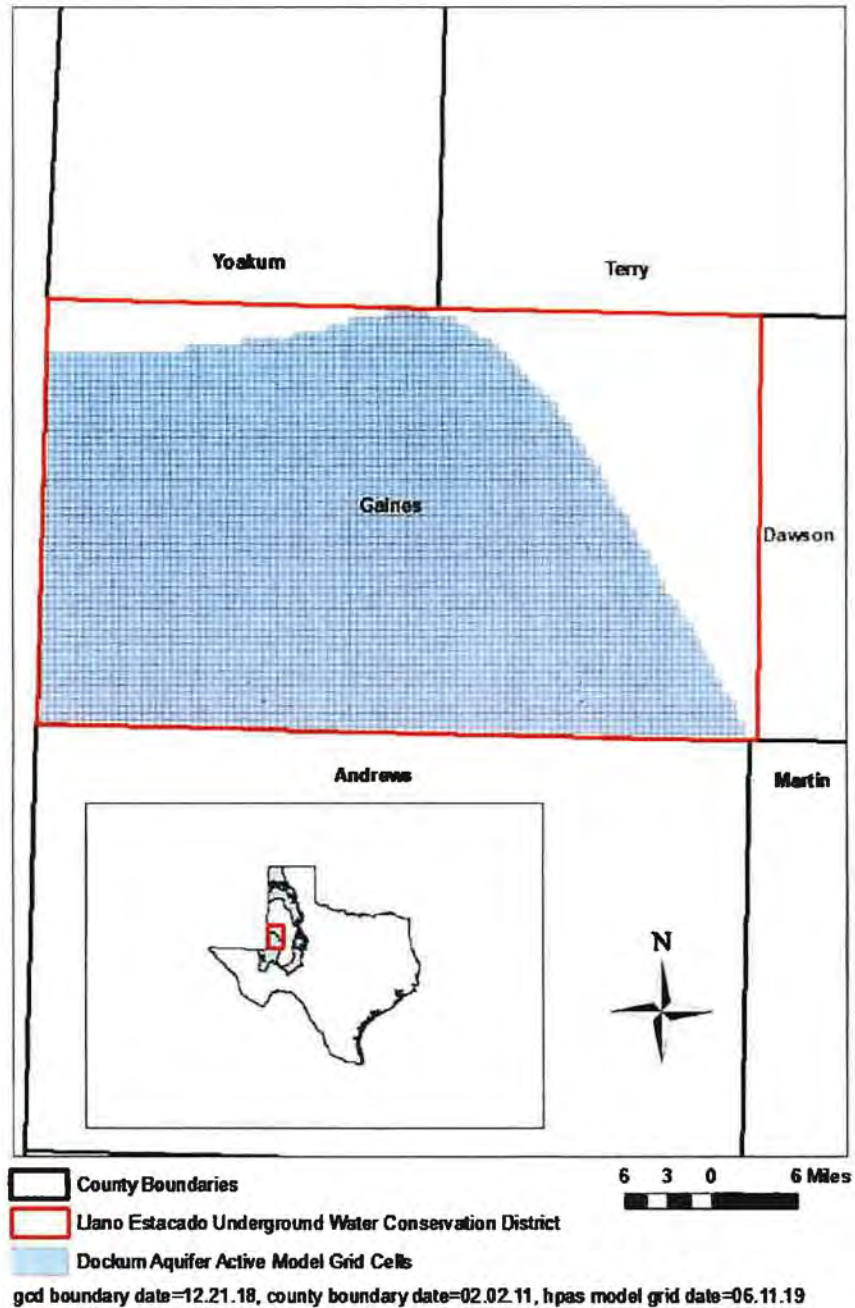 Yoakum
Terry
Gaines
Dawson
Andrews
Martin
N
6 3 0 6 Miles
County Boundaries
Llano Estacado Underground Water Conservation District
Dockum Aquifer Active Model Grid Cells
gcd boundary date=12.21.18, county boundary date=02.02.11, hpas model grid date=06.11.19